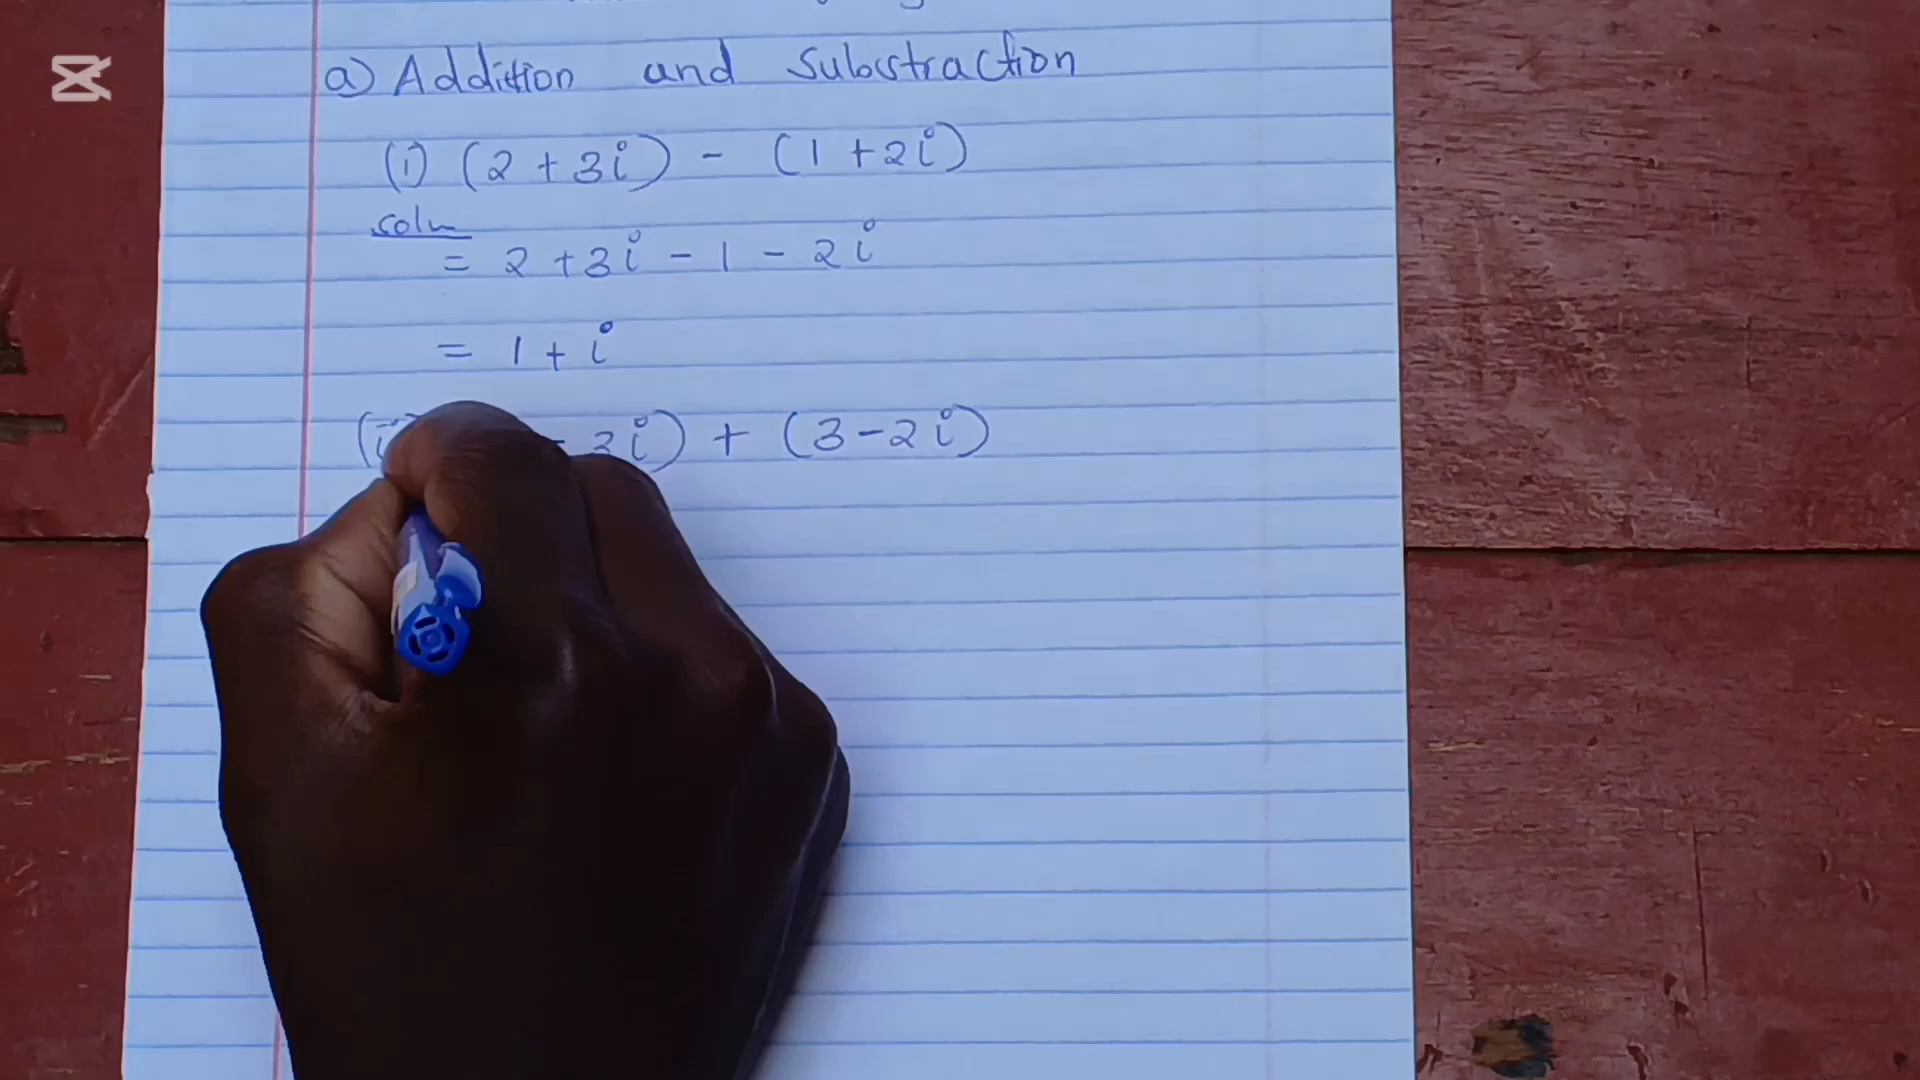 a) Addition and Substraction
(i) (2 + 3i) - (1 + 2i)
soln
= 2 + 3i - 1 - 2i
= 1 + i
3i) + (3 - 2i)